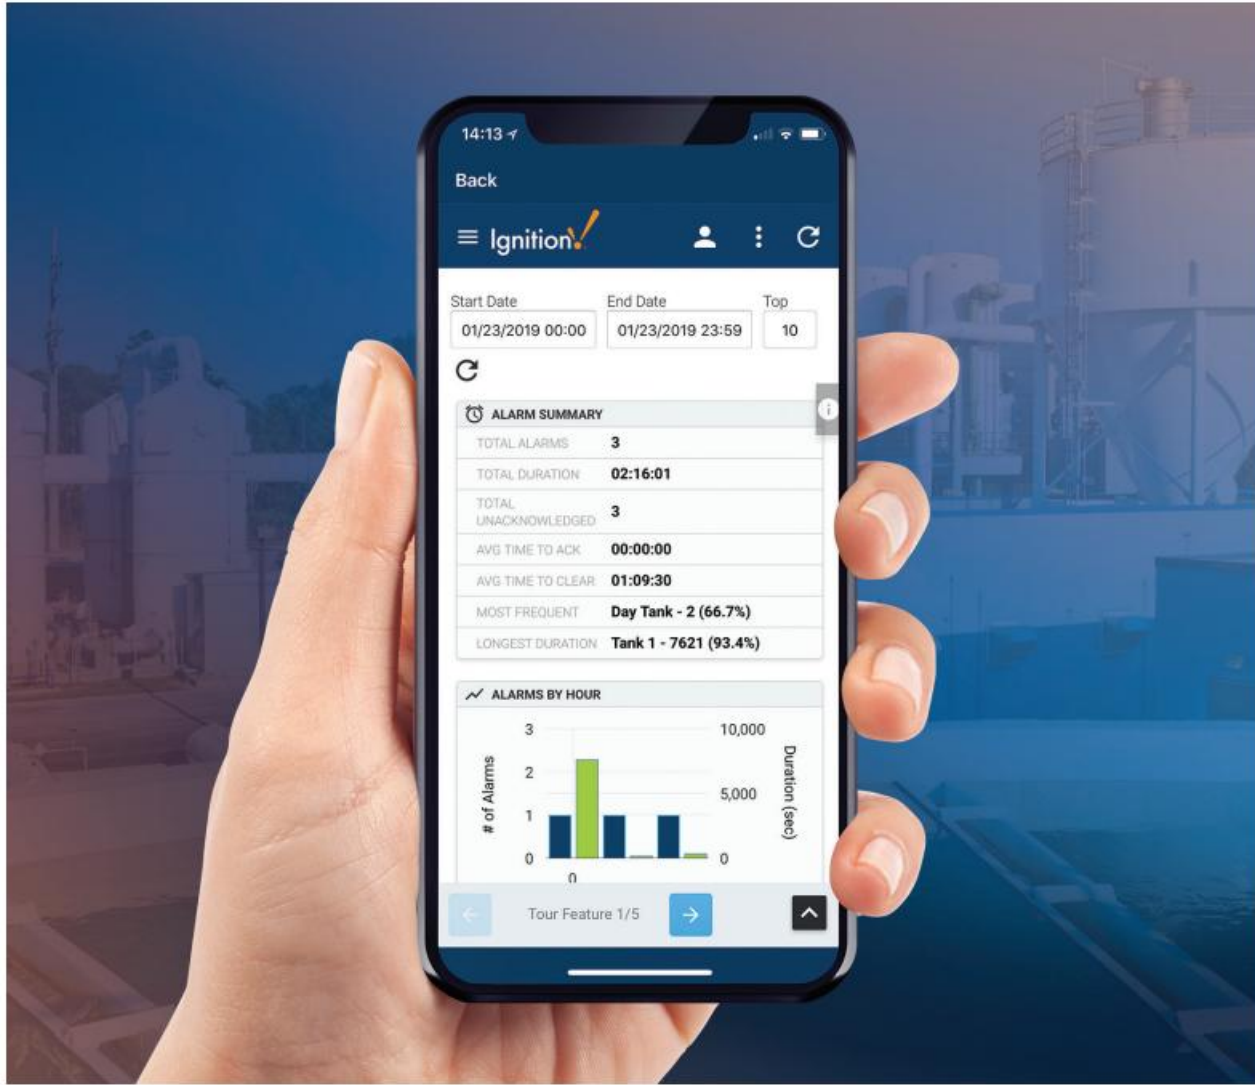 14:13
Back
Ignition!
Start Date End Date Top
01/23/2019 00:00 01/23/2019 23:59 10
ALARM SUMMARY
TOTAL ALARMS 3
TOTAL DURATION 02:16:01
TOTAL
UNACKNOWLEDGED 3
AVG TIME TO ACK 00:00:00
AVG TIME TO CLEAR 01:09:30
MOST FREQUENT Day Tank - 2 (66.7%)
LONGEST DURATION Tank 1 - 7621 (93.4%)
ALARMS BY HOUR
3 10,000
2
5,000
1
0 0
# of Alarms
Duration (sec)
0
Tour Feature 1/5